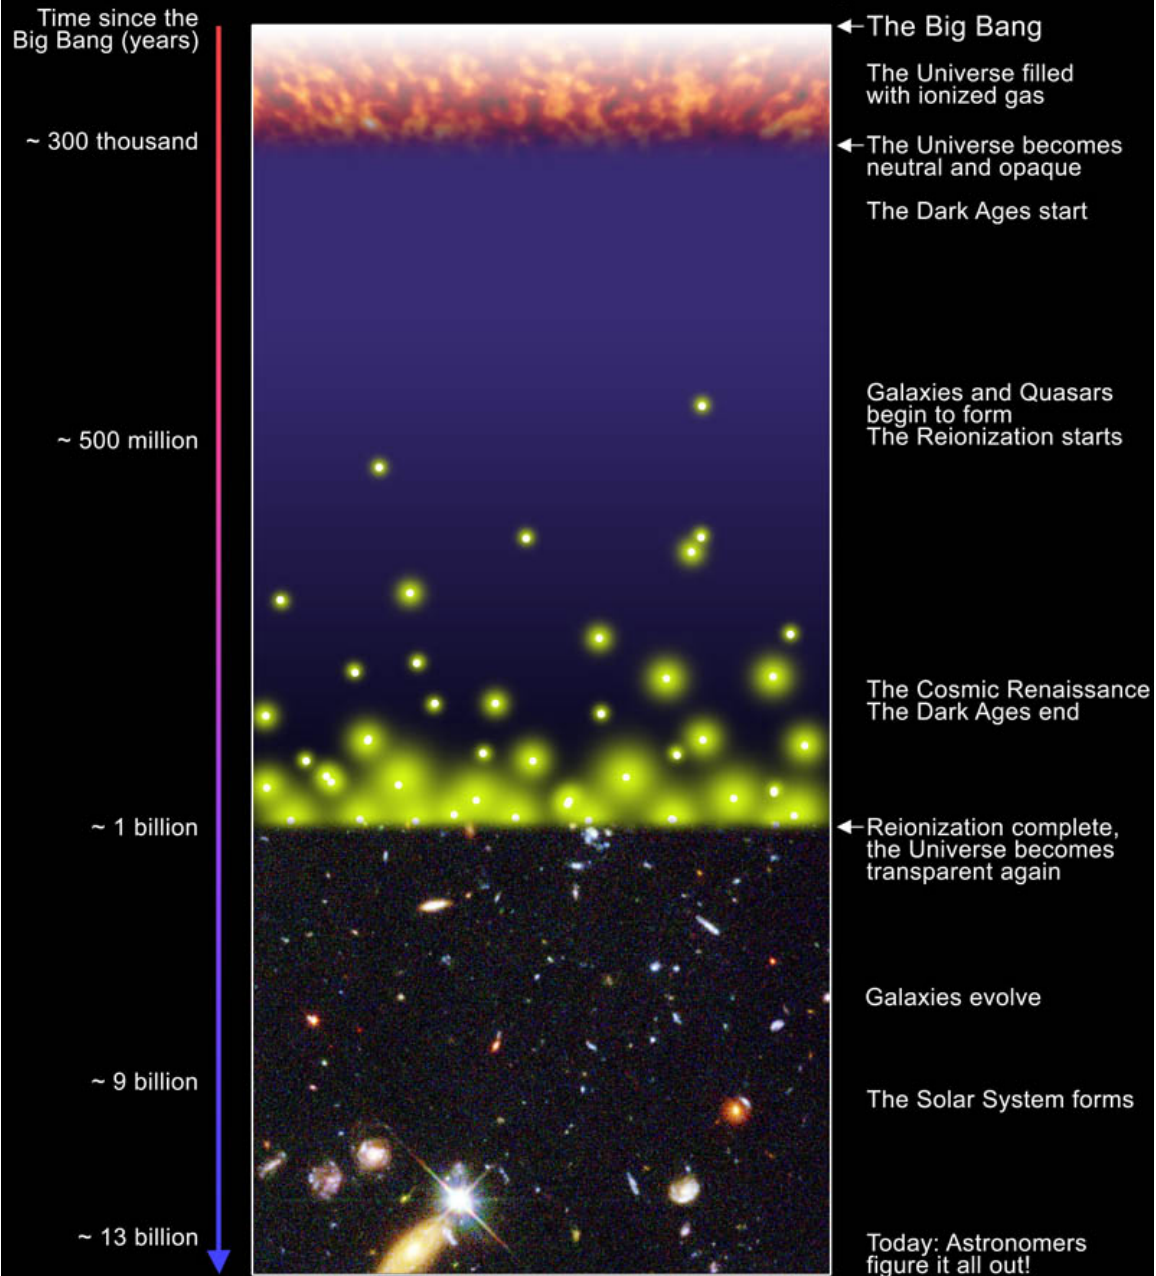 Time since the
Big Bang (years)
The Big Bang
The Universe filled
with ionized gas
~ 300 thousand
The Universe becomes
neutral and opaque
The Dark Ages start
Galaxies and Quasars
begin to form
~ 500 million
The Reionization starts
The Cosmic Renaissance
The Dark Ages end
~ 1 billion
Reionization complete,
the Universe becomes
transparent again
Galaxies evolve
~ 9 billion
The Solar System forms
~ 13 billion
Today: Astronomers
figure it all out!